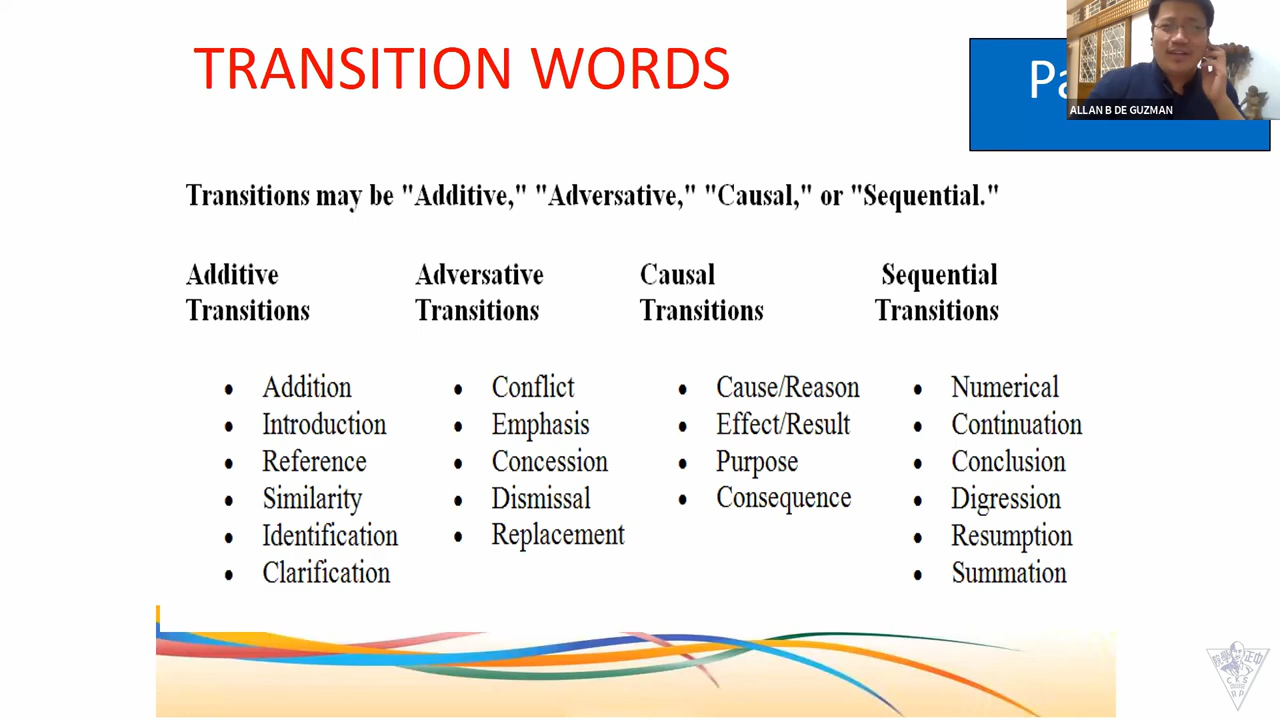 TRANSITION WORDS
ALLAN B DE GUZMAN
Transitions may be "Additive," "Adversative," "Causal," or "Sequential."
Additive Transitions
• Addition
• Introduction
• Reference
• Similarity
• Identification
• Clarification
Adversative Transitions
• Conflict
• Emphasis
• Concession
• Dismissal
• Replacement
Causal Transitions
• Cause/Reason
• Effect/Result
• Purpose
• Consequence
Sequential Transitions
• Numerical
• Continuation
• Conclusion
• Digression
• Resumption
• Summation
C K S